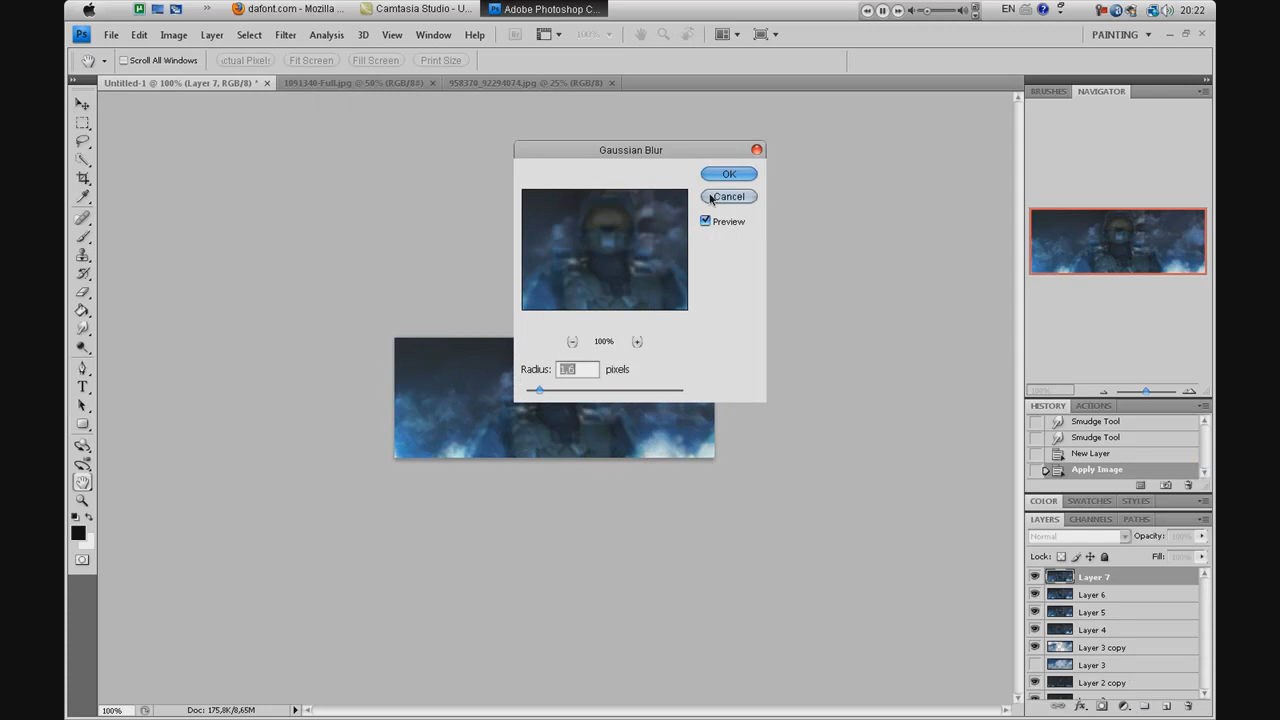 dafont.com - Mozilla ...
Camtasia Studio - U...
Adobe Photoshop C...
EN
20:22
Ps
File
Edit
Image
Layer
Select
Filter
Analysis
3D
View
Window
Help
Br
100%
PAINTING
Scroll All Windows
Actual Pixels
Fit Screen
Fill Screen
Print Size
Untitled-1 @ 100% (Layer 7, RGB/8) *
1091340-Full.jpg @ 50% (RGB/8#)
958370_92294074.jpg @ 25% (RGB/8)
BRUSHES
NAVIGATOR
Gaussian Blur
OK
Cancel
Preview
100%
Radius: 1,6 pixels
100%
HISTORY
ACTIONS
Smudge Tool
Smudge Tool
New Layer
Apply Image
COLOR
SWATCHES
STYLES
LAYERS
CHANNELS
PATHS
Normal
Opacity: 100%
Lock:
Fill: 100%
Layer 7
Layer 6
Layer 5
Layer 4
Layer 3 copy
Layer 3
Layer 2 copy
100%
Doc: 175,8K/8,65M